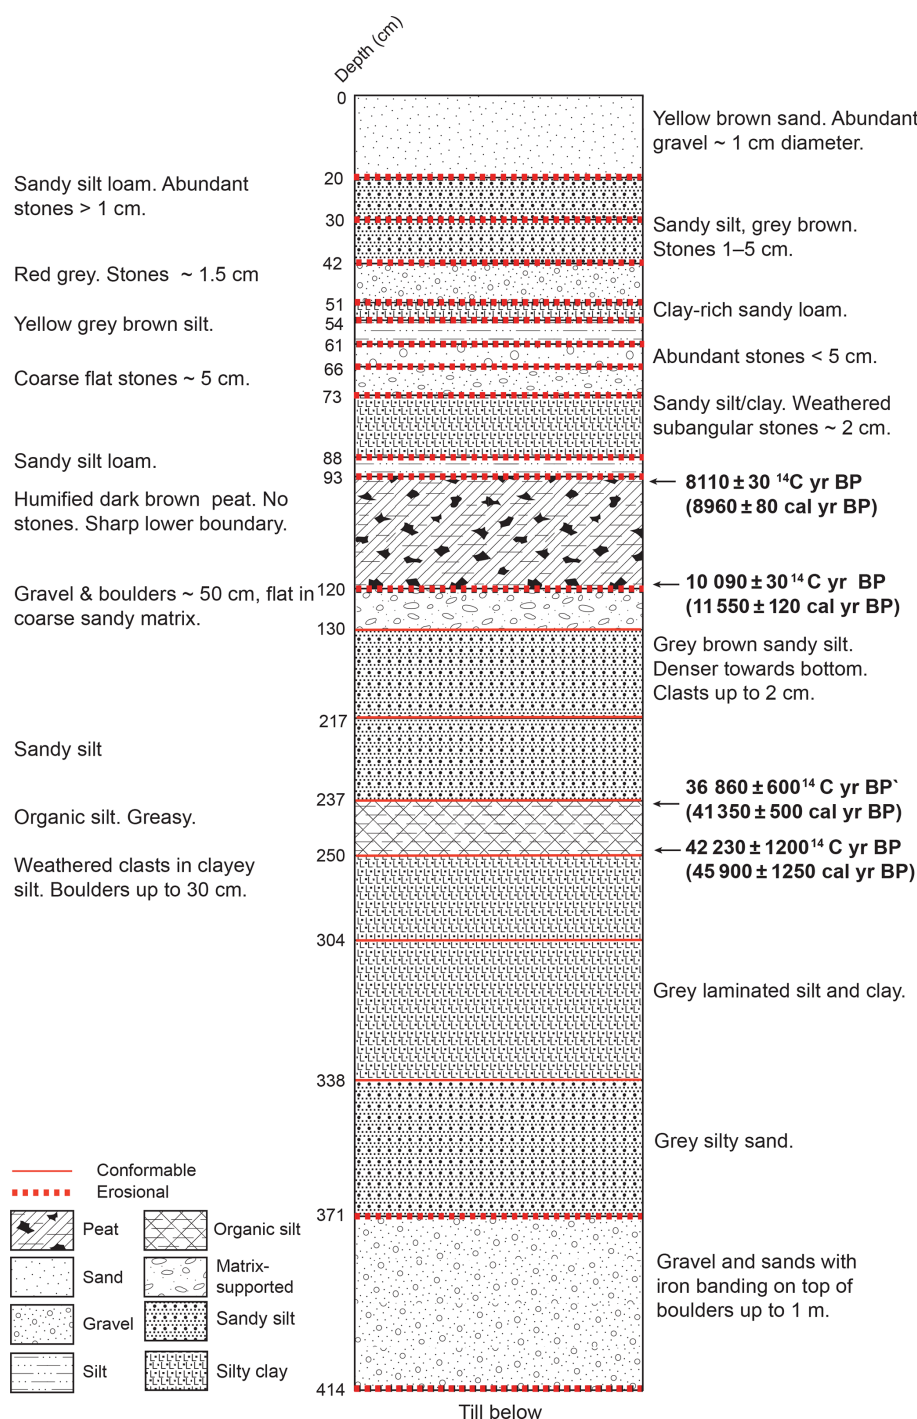 Depth (cm)
0
Yellow brown sand. Abundant
gravel ~ 1 cm diameter.
20
Sandy silt loam. Abundant
stones > 1 cm.
30
Sandy silt, grey brown.
Stones 1–5 cm.
42
Red grey. Stones ~ 1.5 cm
51
Clay-rich sandy loam.
54
Yellow grey brown silt.
61
Abundant stones < 5 cm.
66
Coarse flat stones ~ 5 cm.
73
Sandy silt/clay. Weathered
subangular stones ~ 2 cm.
88
Sandy silt loam.
93
8110 ± 30 ¹⁴C yr BP
(8960 ± 80 cal yr BP)
Humified dark brown peat. No
stones. Sharp lower boundary.
10 090 ± 30 ¹⁴C yr BP
(11 550 ± 120 cal yr BP)
120
Gravel & boulders ~ 50 cm, flat in
coarse sandy matrix.
130
Grey brown sandy silt.
Denser towards bottom.
Clasts up to 2 cm.
217
Sandy silt
237
36 860 ± 600 ¹⁴C yr BP`
(41 350 ± 500 cal yr BP)
Organic silt. Greasy.
250
42 230 ± 1200 ¹⁴C yr BP
(45 900 ± 1250 cal yr BP)
Weathered clasts in clayey
silt. Boulders up to 30 cm.
304
Grey laminated silt and clay.
338
Grey silty sand.
371
Gravel and sands with
iron banding on top of
boulders up to 1 m.
414
Till below
Conformable
Erosional
Peat
Organic silt
Sand
Matrix-
supported
Gravel
Sandy silt
Silt
Silty clay